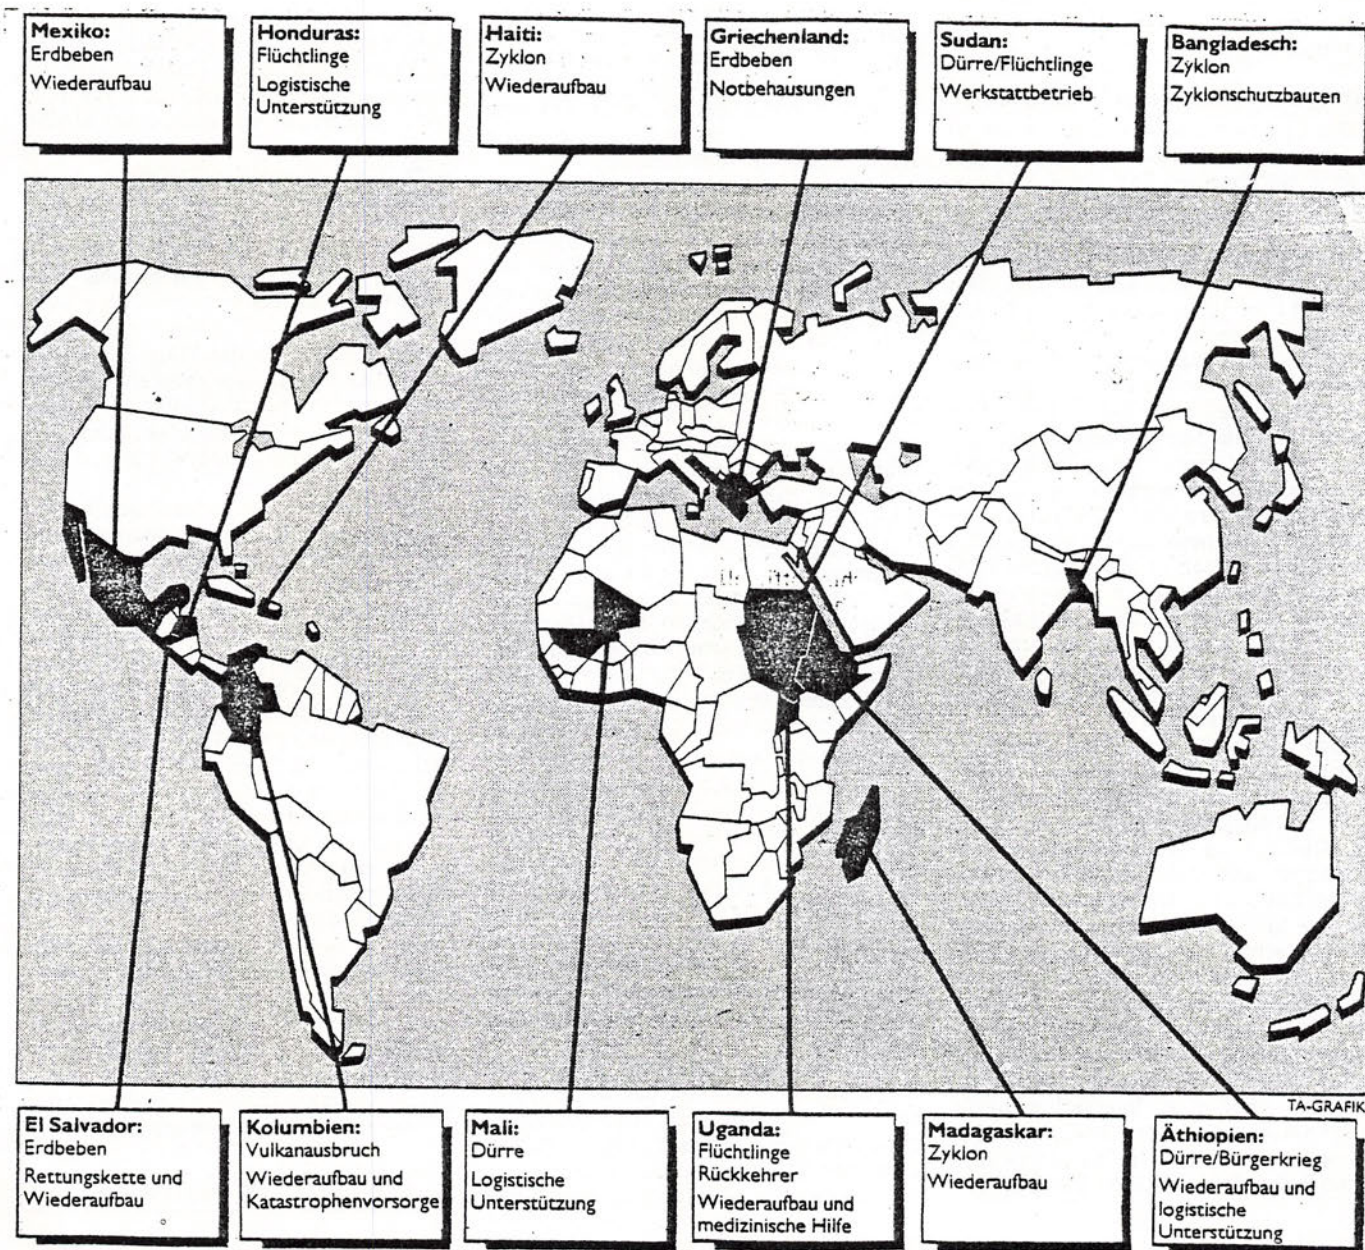 Mexiko:
Erdbeben
Wiederaufbau
Honduras:
Flüchtlinge
Logistische
Unterstützung
Haiti:
Zyklon
Wiederaufbau
Griechenland:
Erdbeben
Notbehausungen
Sudan:
Dürre/Flüchtlinge
Werkstattbetrieb
Bangladesch:
Zyklon
Zyklonschutzbauten
TA-GRAFIK
El Salvador:
Erdbeben
Rettungskette und
Wiederaufbau
Kolumbien:
Vulkanausbruch
Wiederaufbau und
Katastrophenvorsorge
Mali:
Dürre
Logistische
Unterstützung
Uganda:
Flüchtlinge
Rückkehrer
Wiederaufbau und
medizinische Hilfe
Madagaskar:
Zyklon
Wiederaufbau
Äthiopien:
Dürre/Bürgerkrieg
Wiederaufbau und
logistische
Unterstützung